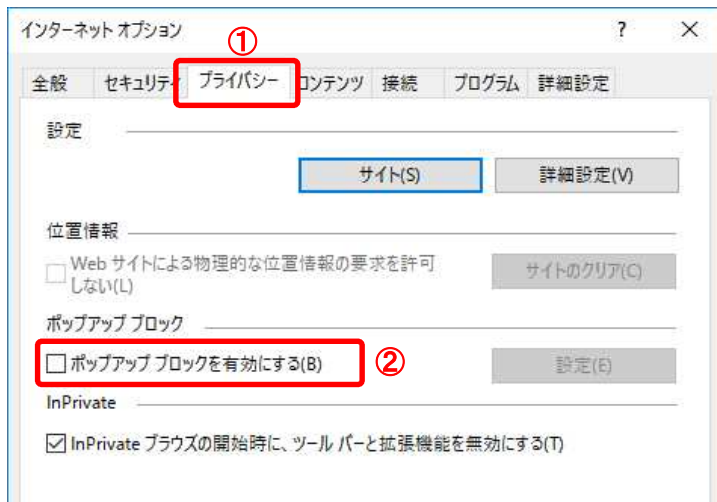 インターネット オプション ? ×
①
全般 セキュリティ プライバシー コンテンツ 接続 プログラム 詳細設定
設定
サイト(S) 詳細設定(V)
位置情報
Web サイトによる物理的な位置情報の要求を許可 サイトのクリア(C)
しない(L)
ポップアップ ブロック
ポップアップ ブロックを有効にする(B) ② 設定(E)
InPrivate
InPrivate ブラウズの開始時に、ツール バーと拡張機能を無効にする(T)